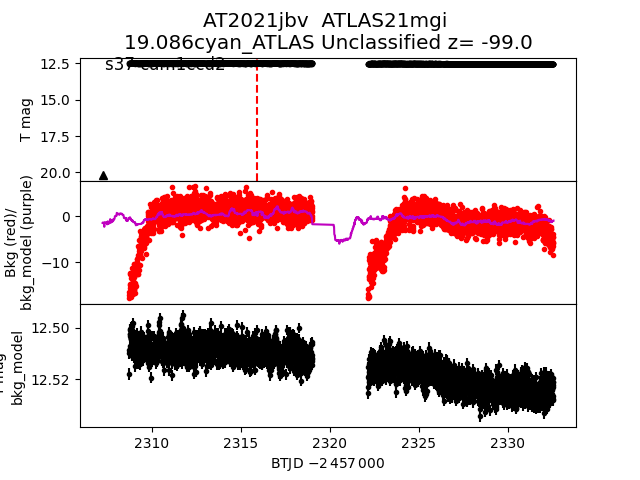 AT2021jbv ATLAS21mgi
19.086cyan_ATLAS Unclassified z= -99.0
s37 cam1ccd2
12.5
15.0
17.5
20.0
T mag
0
−10
Bkg (red)/
bkg_model (purple)
12.50
12.52
mag
bkg_model
2310
2315
2320
2325
2330
BTJD −2 457 000